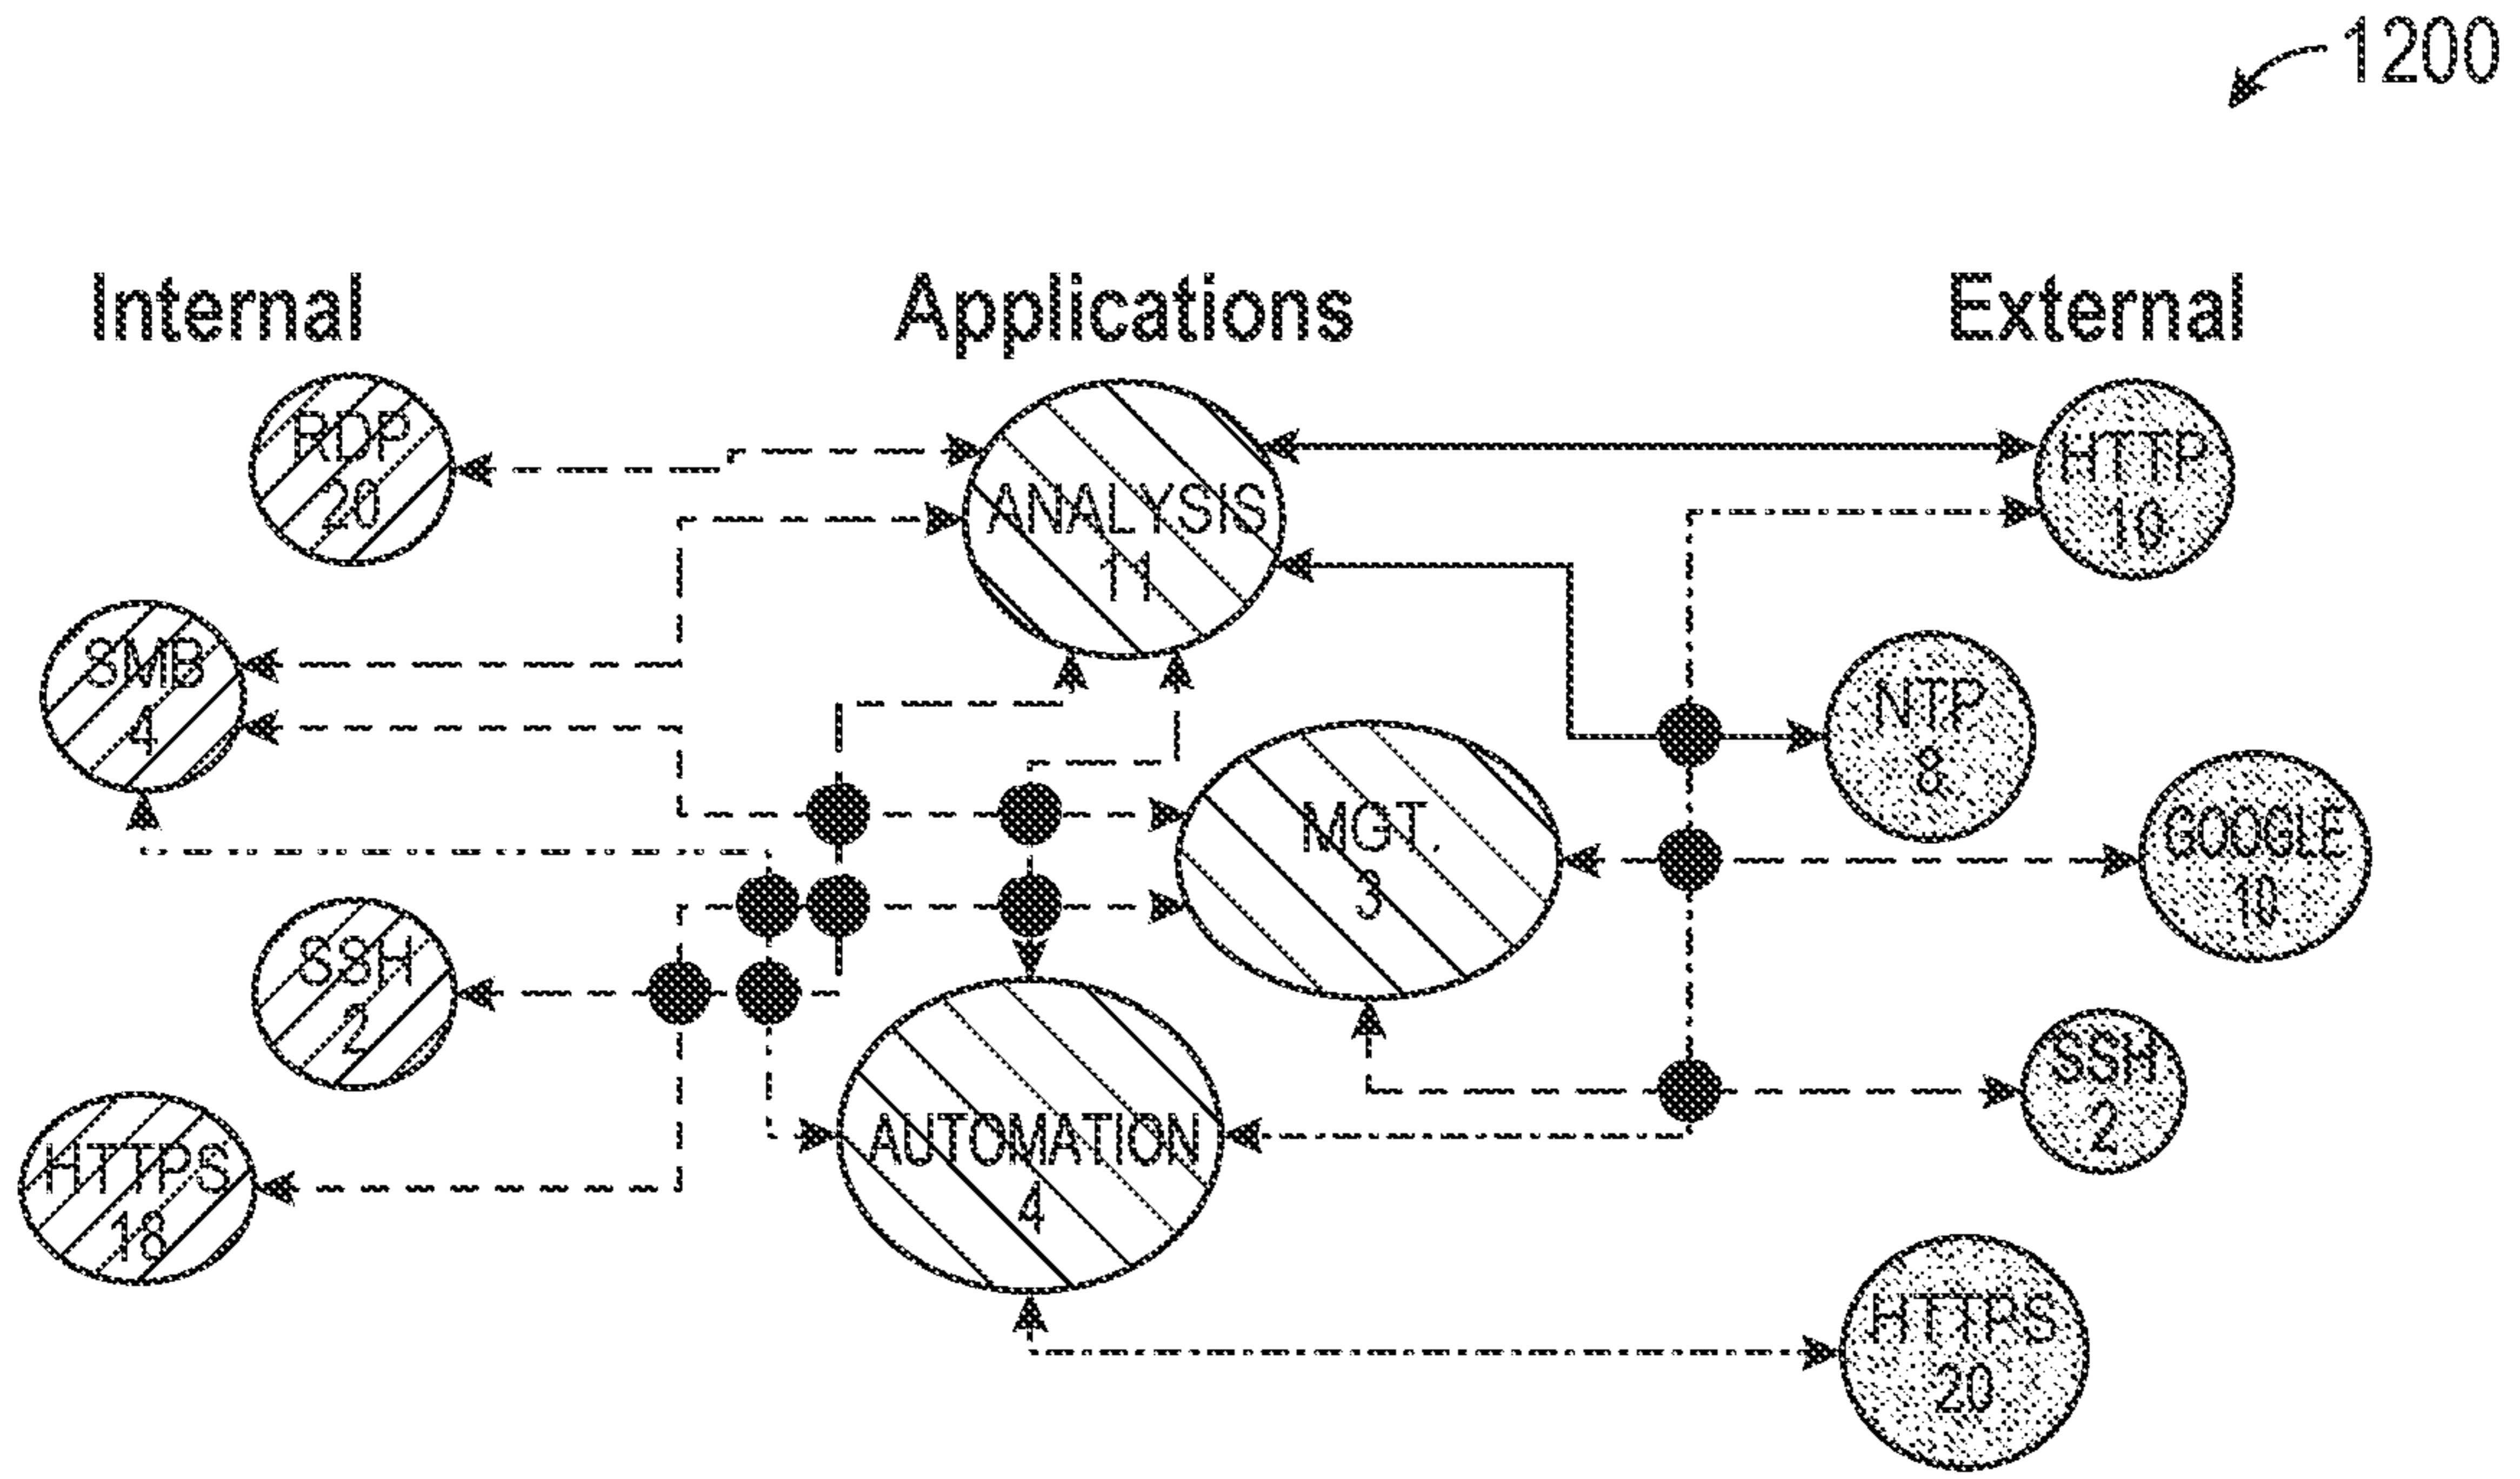 1200
Internal
Applications
External
RDP
20
ANALYSIS
11
HTTP
10
SMB
4
NTP
8
MGT.
3
GOOGLE
10
SSH
2
SSH
2
AUTOMATION
4
HTTPS
18
HTTPS
20